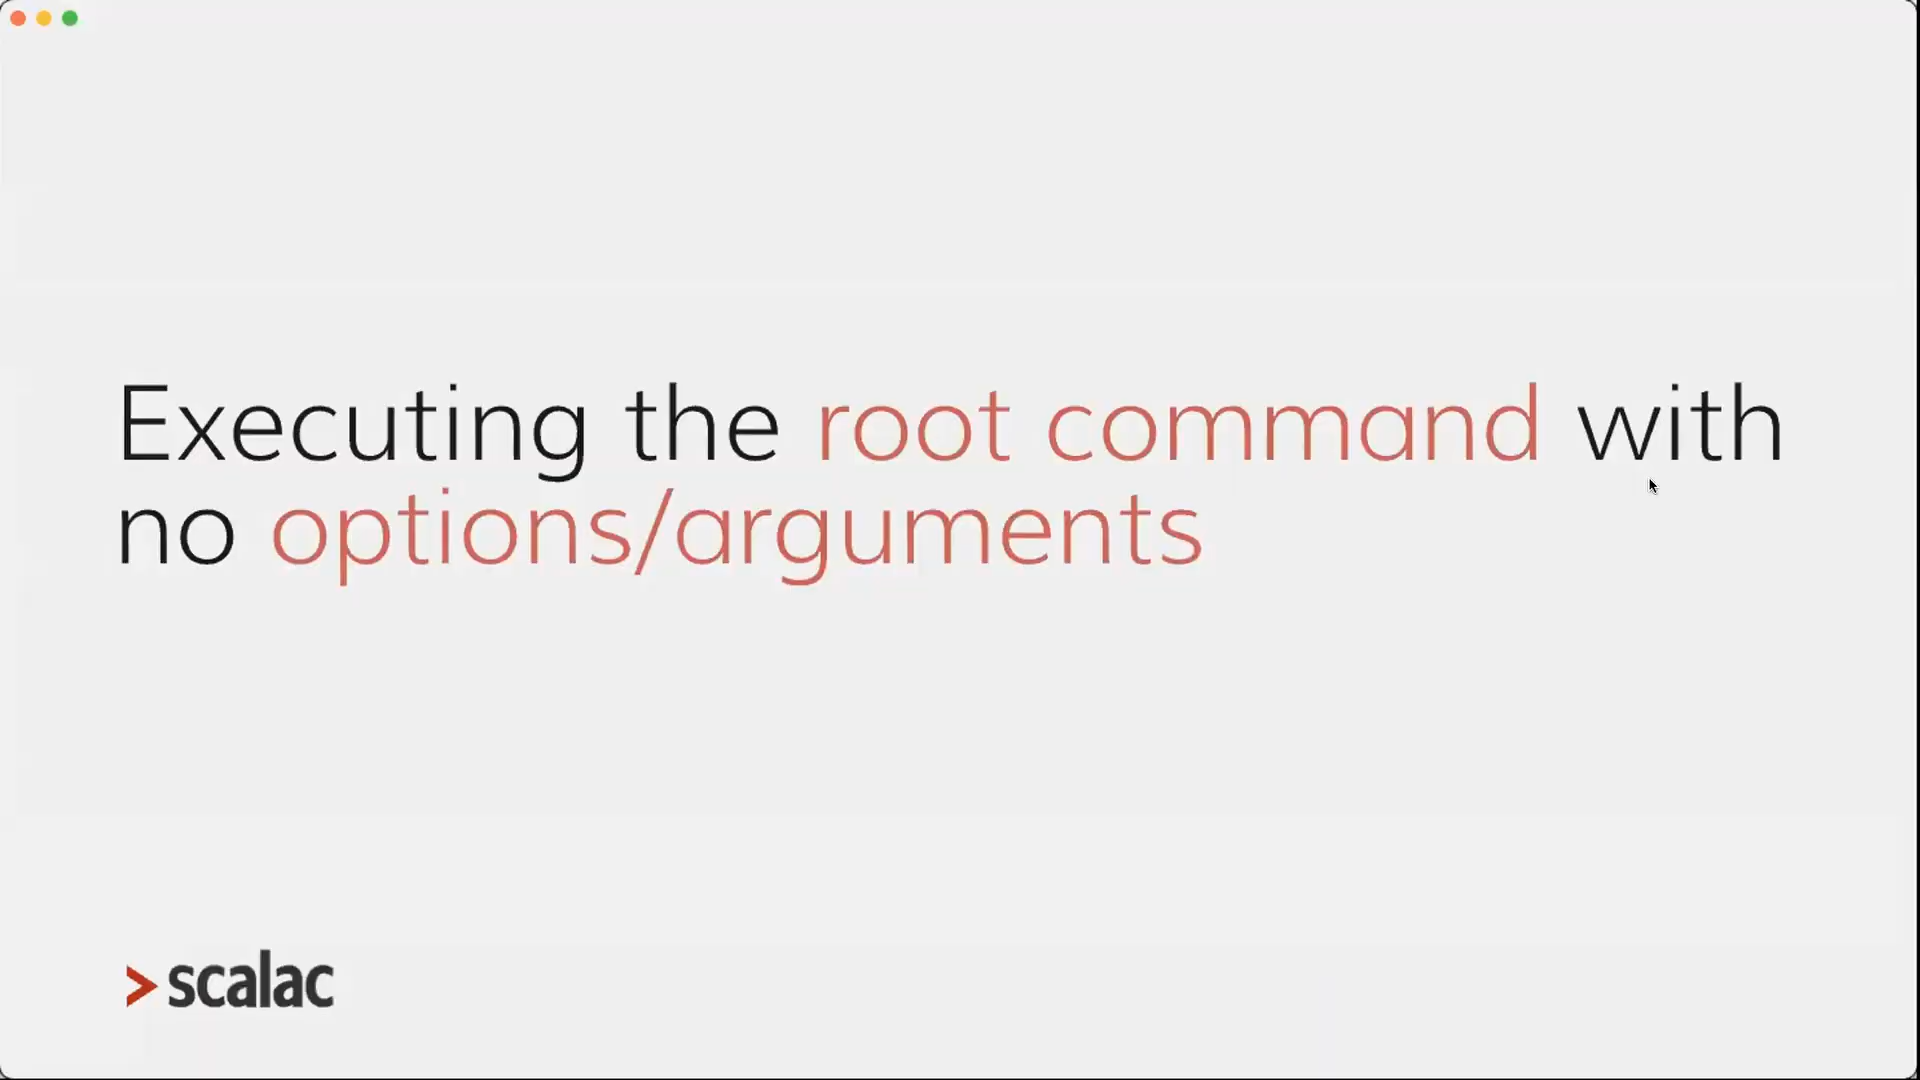 Executing the root command with
no options/arguments
scalac